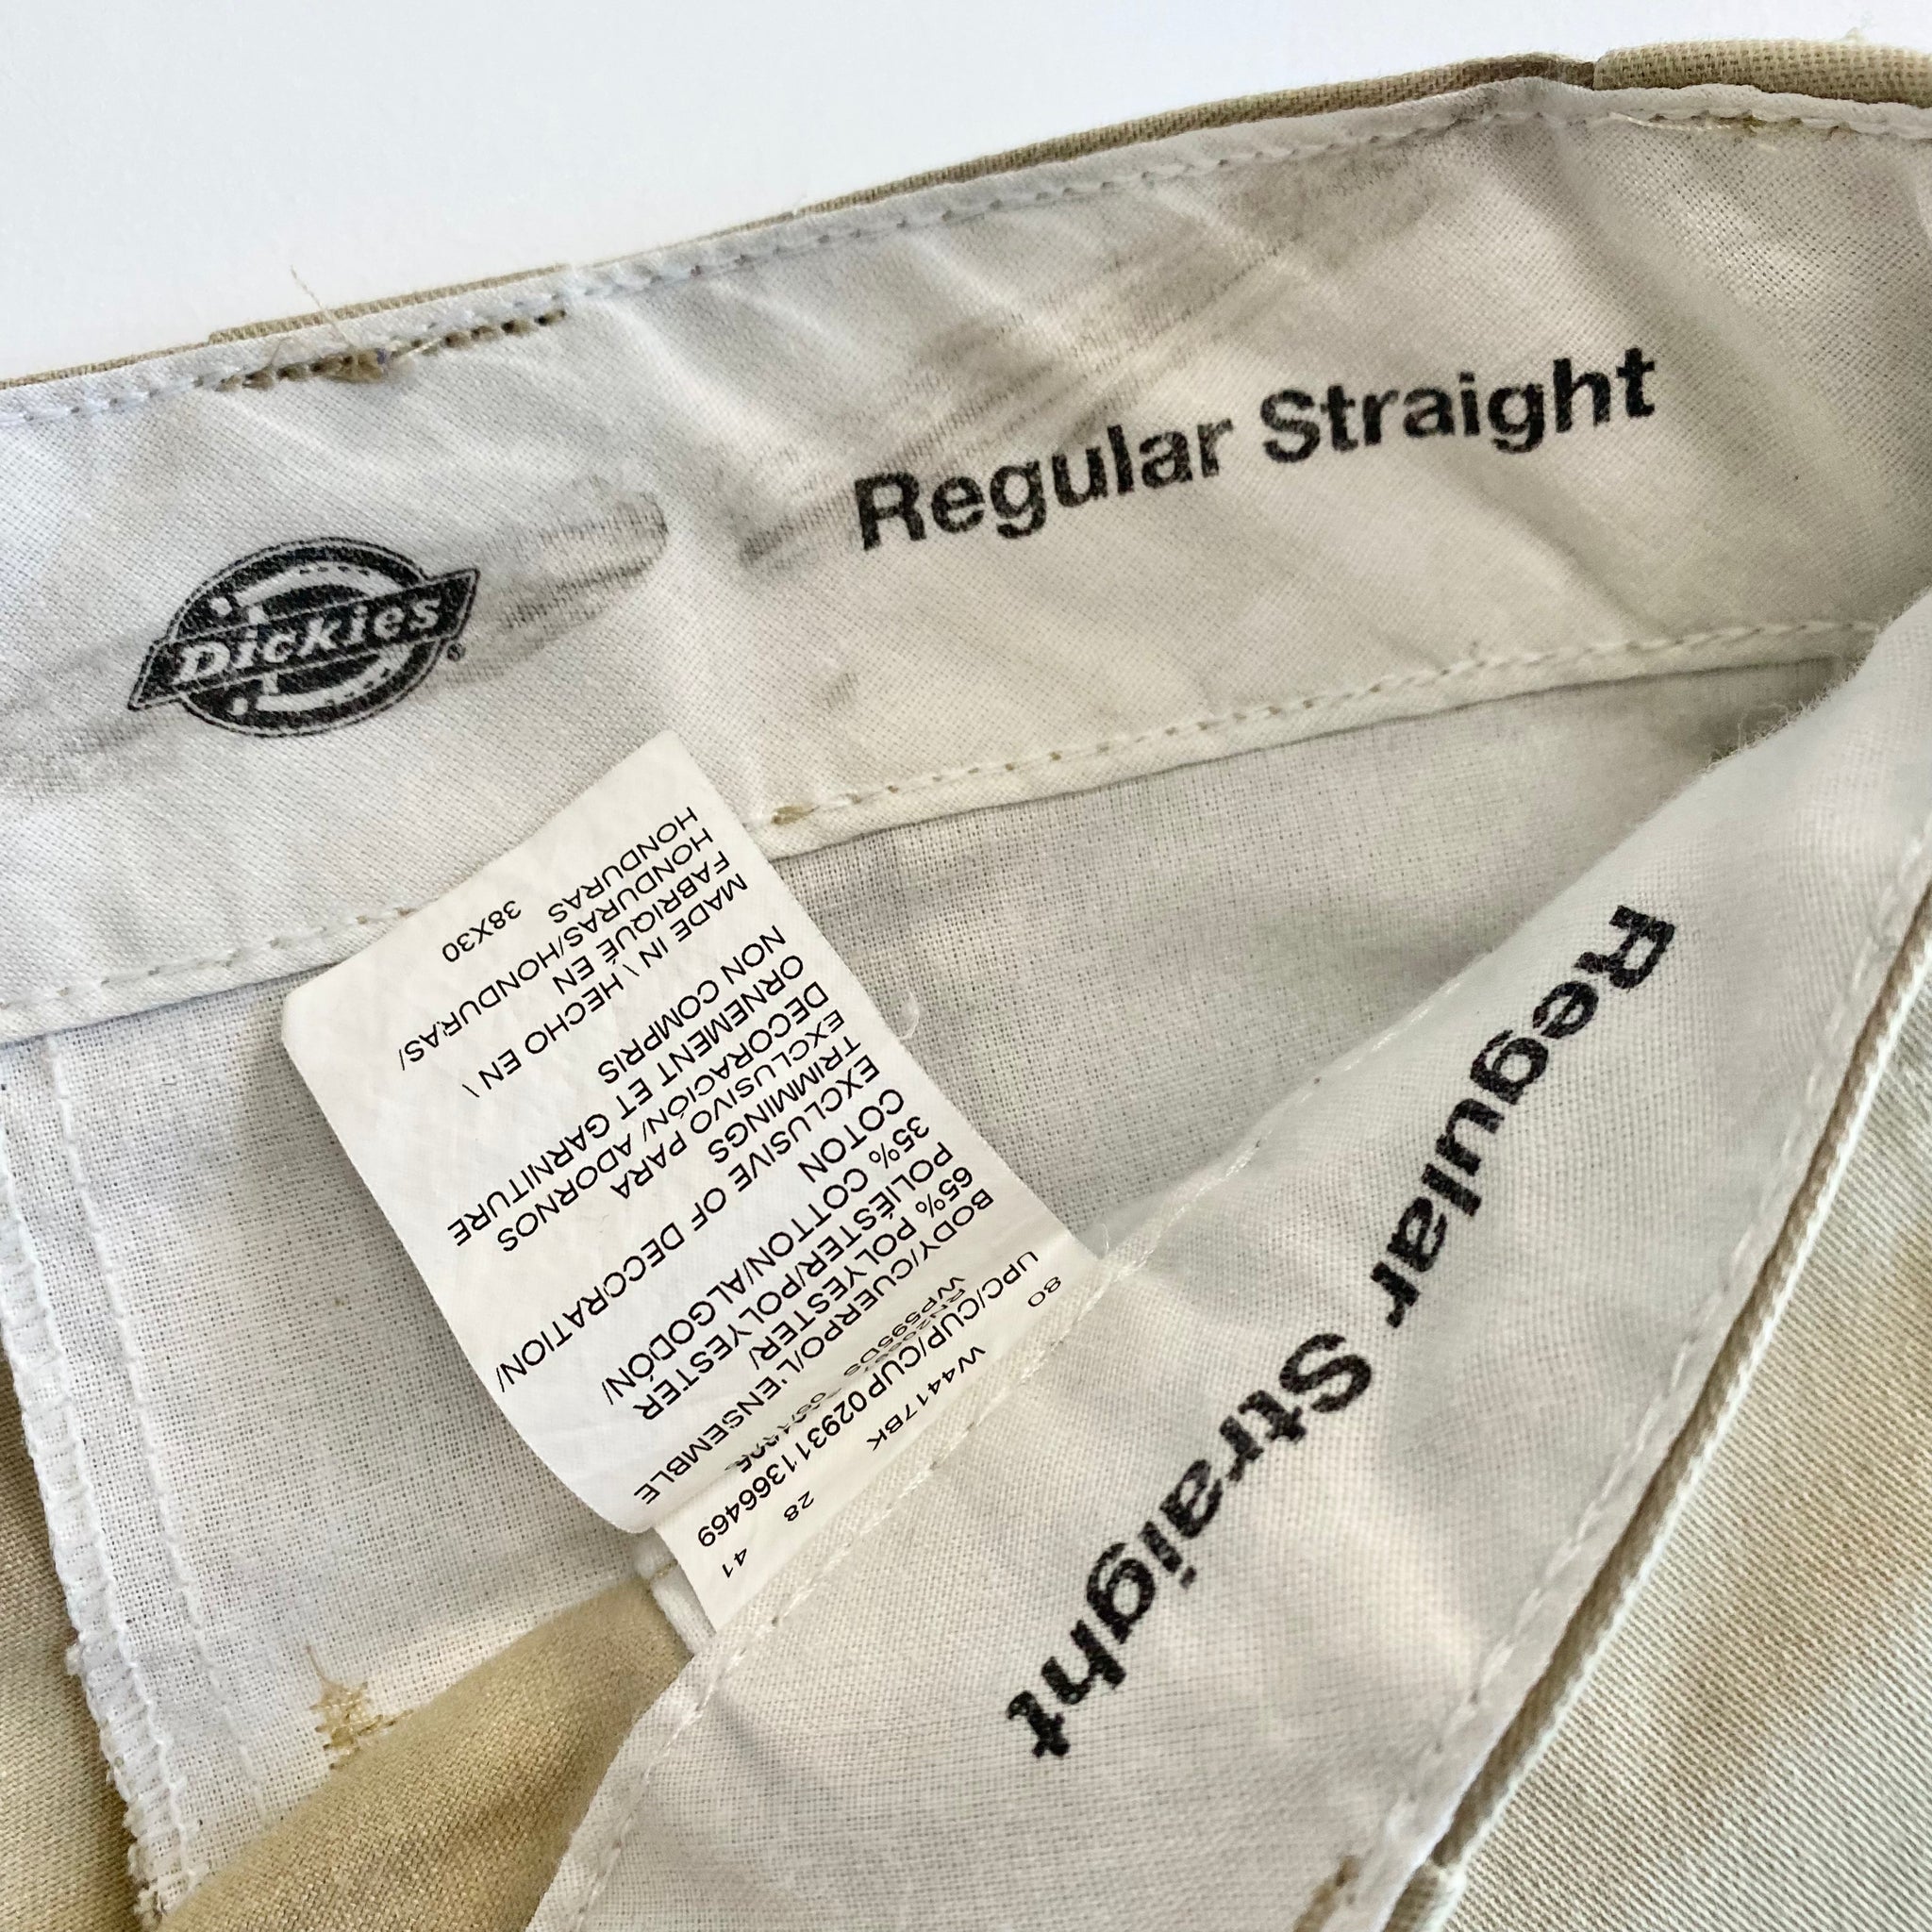 Regular Straight
Dickies
Regular Straight
80
UPC/CUP/CUP029311366469
41
W4417BK
28
WP595DS
BODY/CUERPO/L'ENSEMBLE
65% POLYESTER/
POLIÉSTER/POLYESTER
35% COTTON/ALGODÓN/
COTON
EXCLUSIVE OF DECORATION/
TRIMMINGS
EXCLUSIVO PARA
DECORACIÓN/ ADORNOS
ORNEMENT ET GARNITURE
NON COMPRIS
MADE IN \ HECHO EN \
FABRIQUÉ EN
HONDURAS/HONDURAS/
HONDURAS
38X30